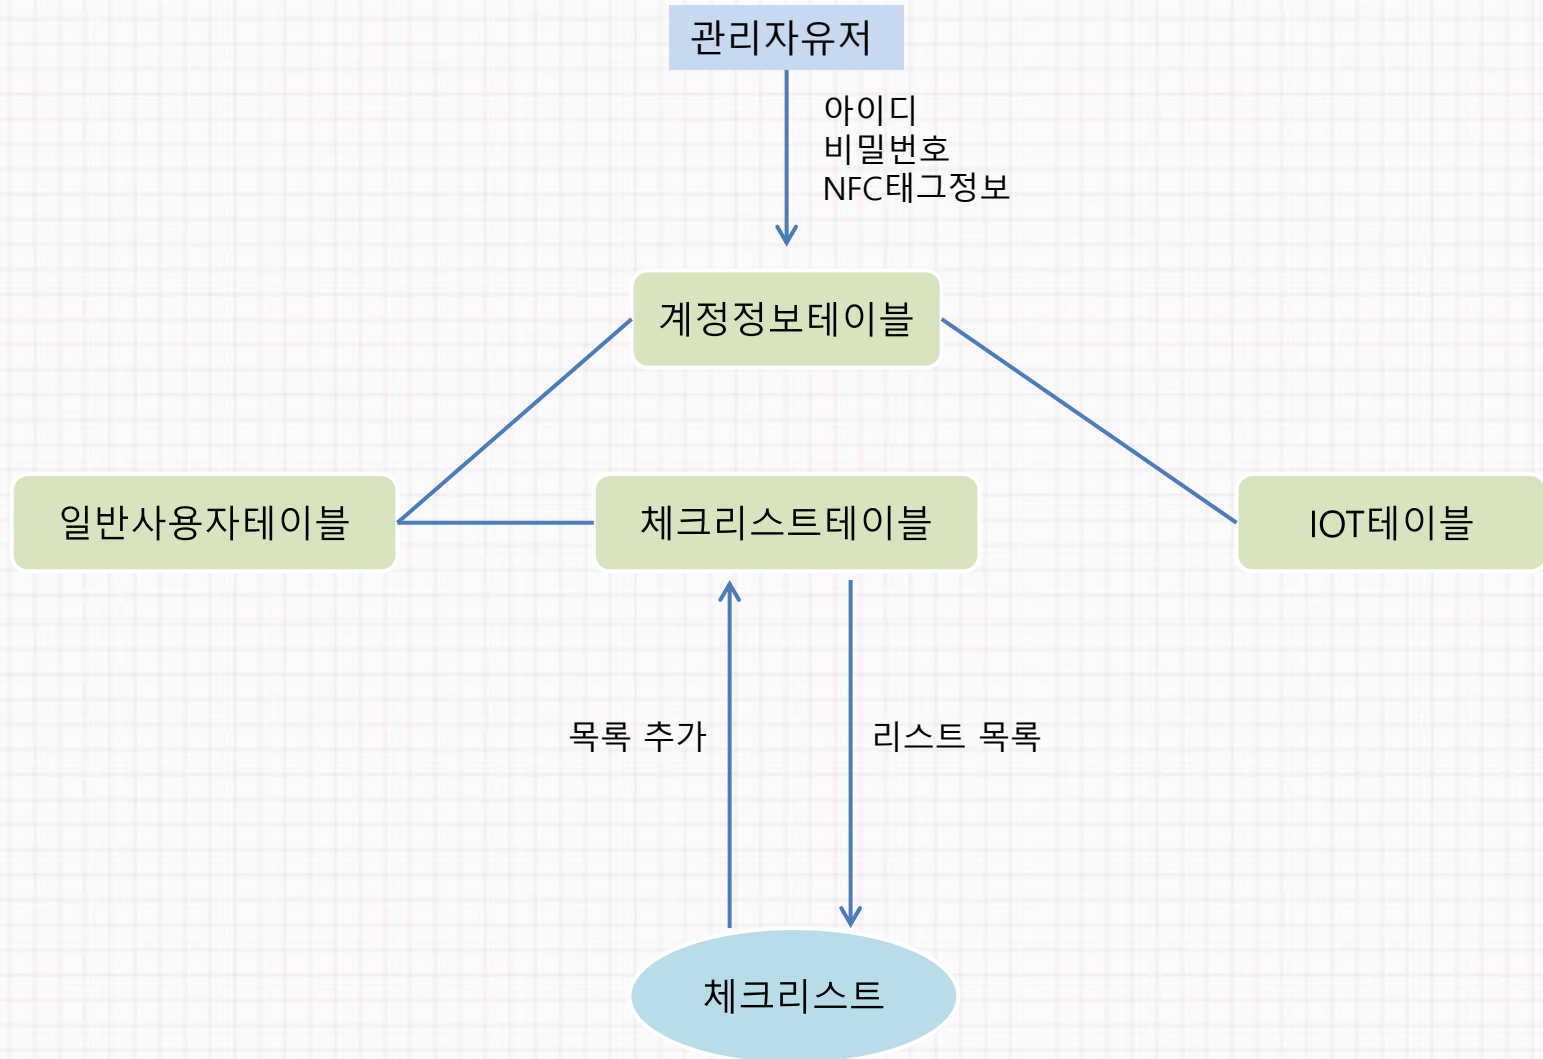 관리자유저
아이디
비밀번호
NFC태그정보
계정정보테이블
일반사용자테이블
체크리스트테이블
IOT테이블
목록 추가
리스트 목록
체크리스트